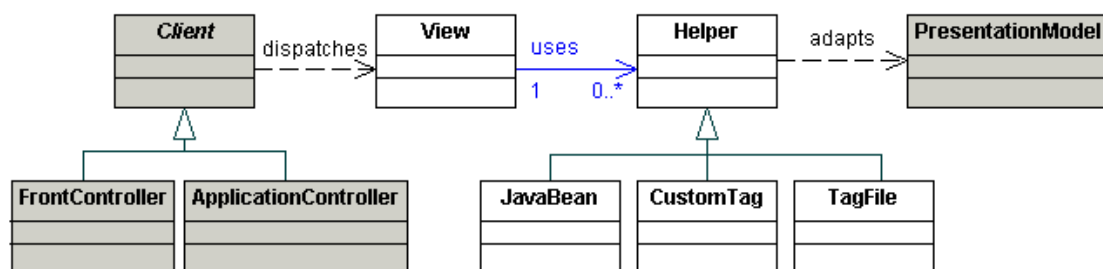 Client
dispatches
View
uses
1
0..*
Helper
adapts
PresentationModel
FrontController
ApplicationController
JavaBean
CustomTag
TagFile